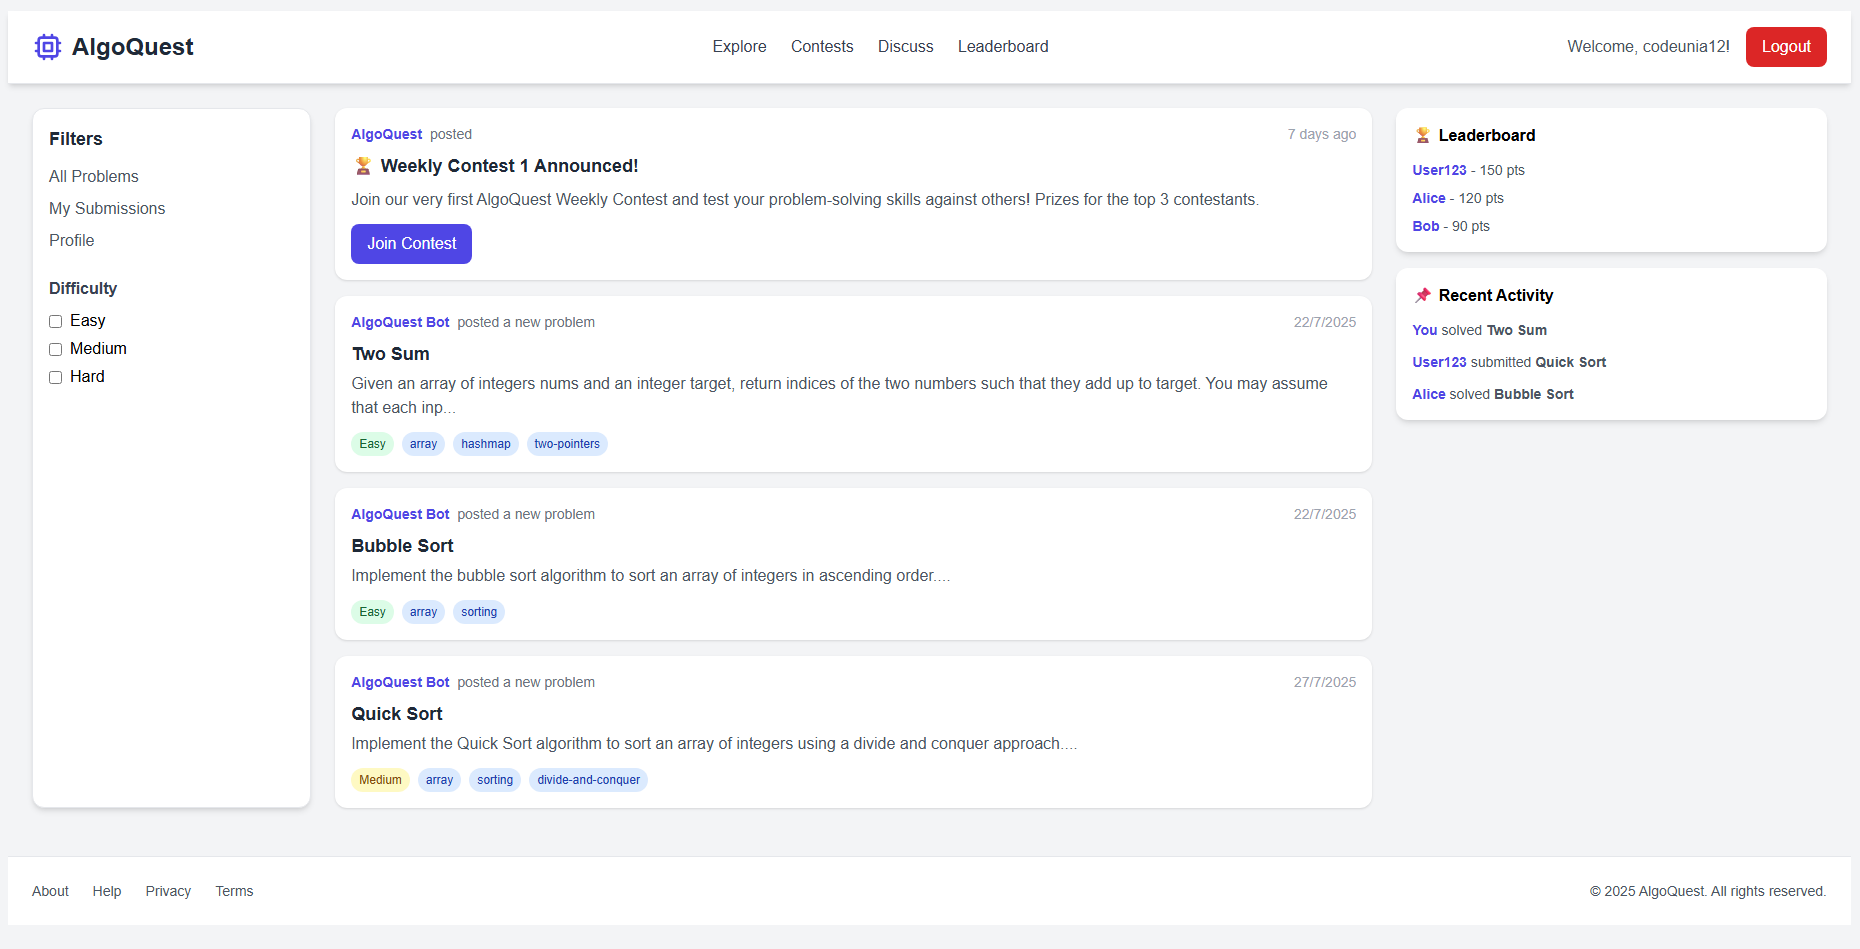 AlgoQuest
Explore Contests Discuss Leaderboard
Welcome, codeunia12! Logout
Filters
All Problems
My Submissions
Profile
Difficulty
Easy
Medium
Hard
AlgoQuest posted 7 days ago
🏆 Weekly Contest 1 Announced!
Join our very first AlgoQuest Weekly Contest and test your problem-solving skills against others! Prizes for the top 3 contestants.
Join Contest
AlgoQuest Bot posted a new problem 22/7/2025
Two Sum
Given an array of integers nums and an integer target, return indices of the two numbers such that they add up to target. You may assume
that each inp...
Easy array hashmap two-pointers
AlgoQuest Bot posted a new problem 22/7/2025
Bubble Sort
Implement the bubble sort algorithm to sort an array of integers in ascending order....
Easy array sorting
AlgoQuest Bot posted a new problem 27/7/2025
Quick Sort
Implement the Quick Sort algorithm to sort an array of integers using a divide and conquer approach....
Medium array sorting divide-and-conquer
🏆 Leaderboard
User123 - 150 pts
Alice - 120 pts
Bob - 90 pts
📌 Recent Activity
You solved Two Sum
User123 submitted Quick Sort
Alice solved Bubble Sort
About Help Privacy Terms
© 2025 AlgoQuest. All rights reserved.